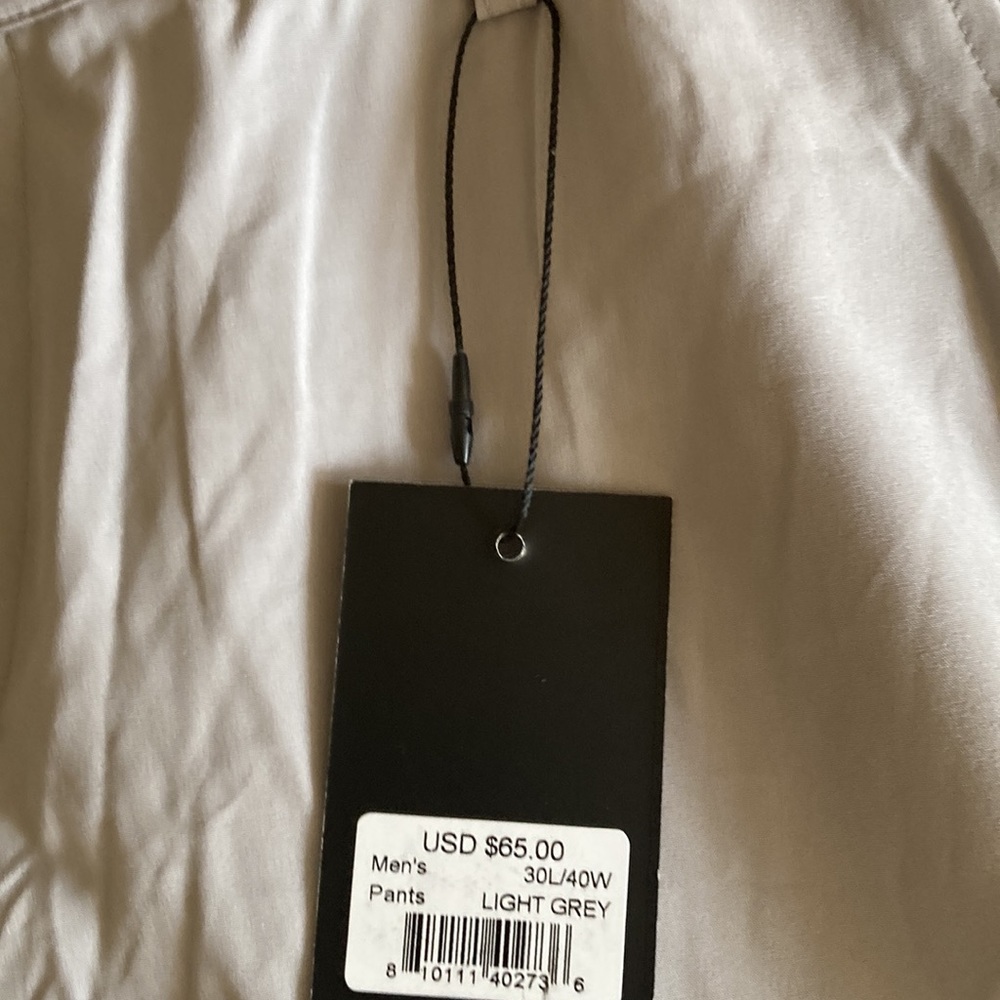 USD $65.00
Men's 30L/40W
Pants LIGHT GREY
8 10111 40273 6